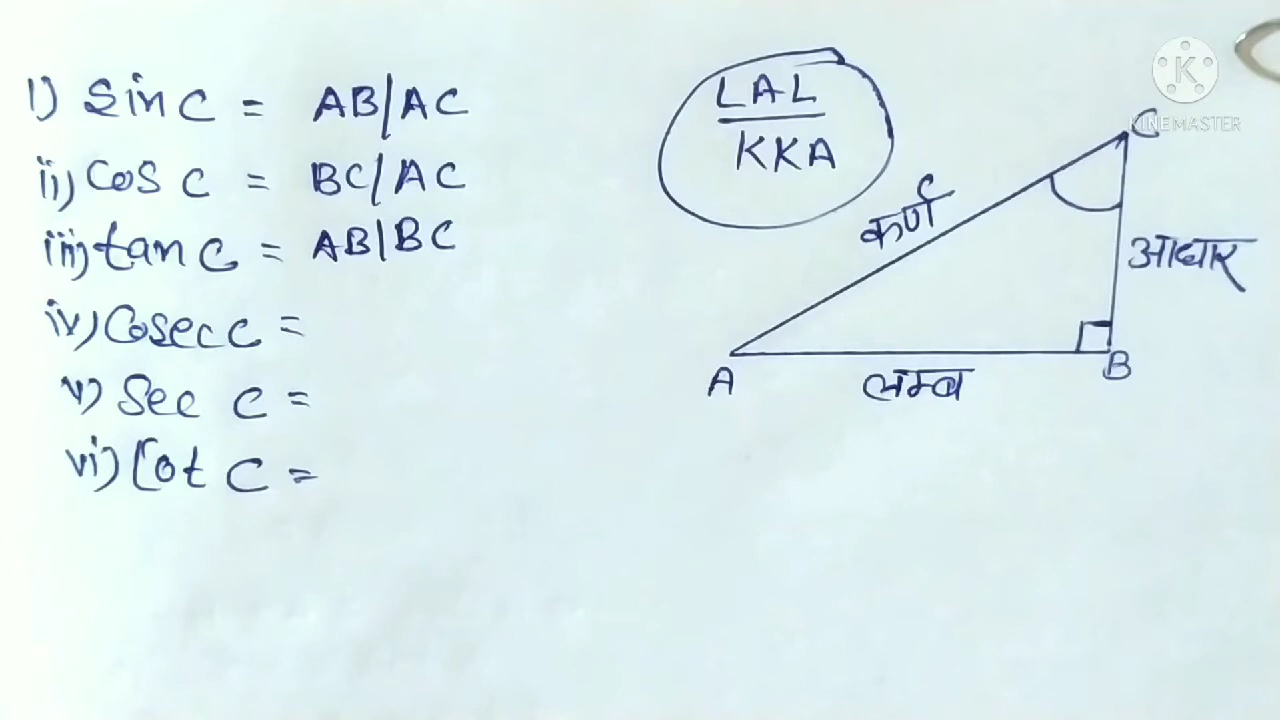 i) Sin C = AB/AC
ii) Cos C = BC/AC
iii) tan C = AB/BC
iv) Cosec C =
v) Sec C =
vi) Cot C =
LAL
KKA
K
KINEMASTER
C
कर्ण
आधार
A
लम्ब
B